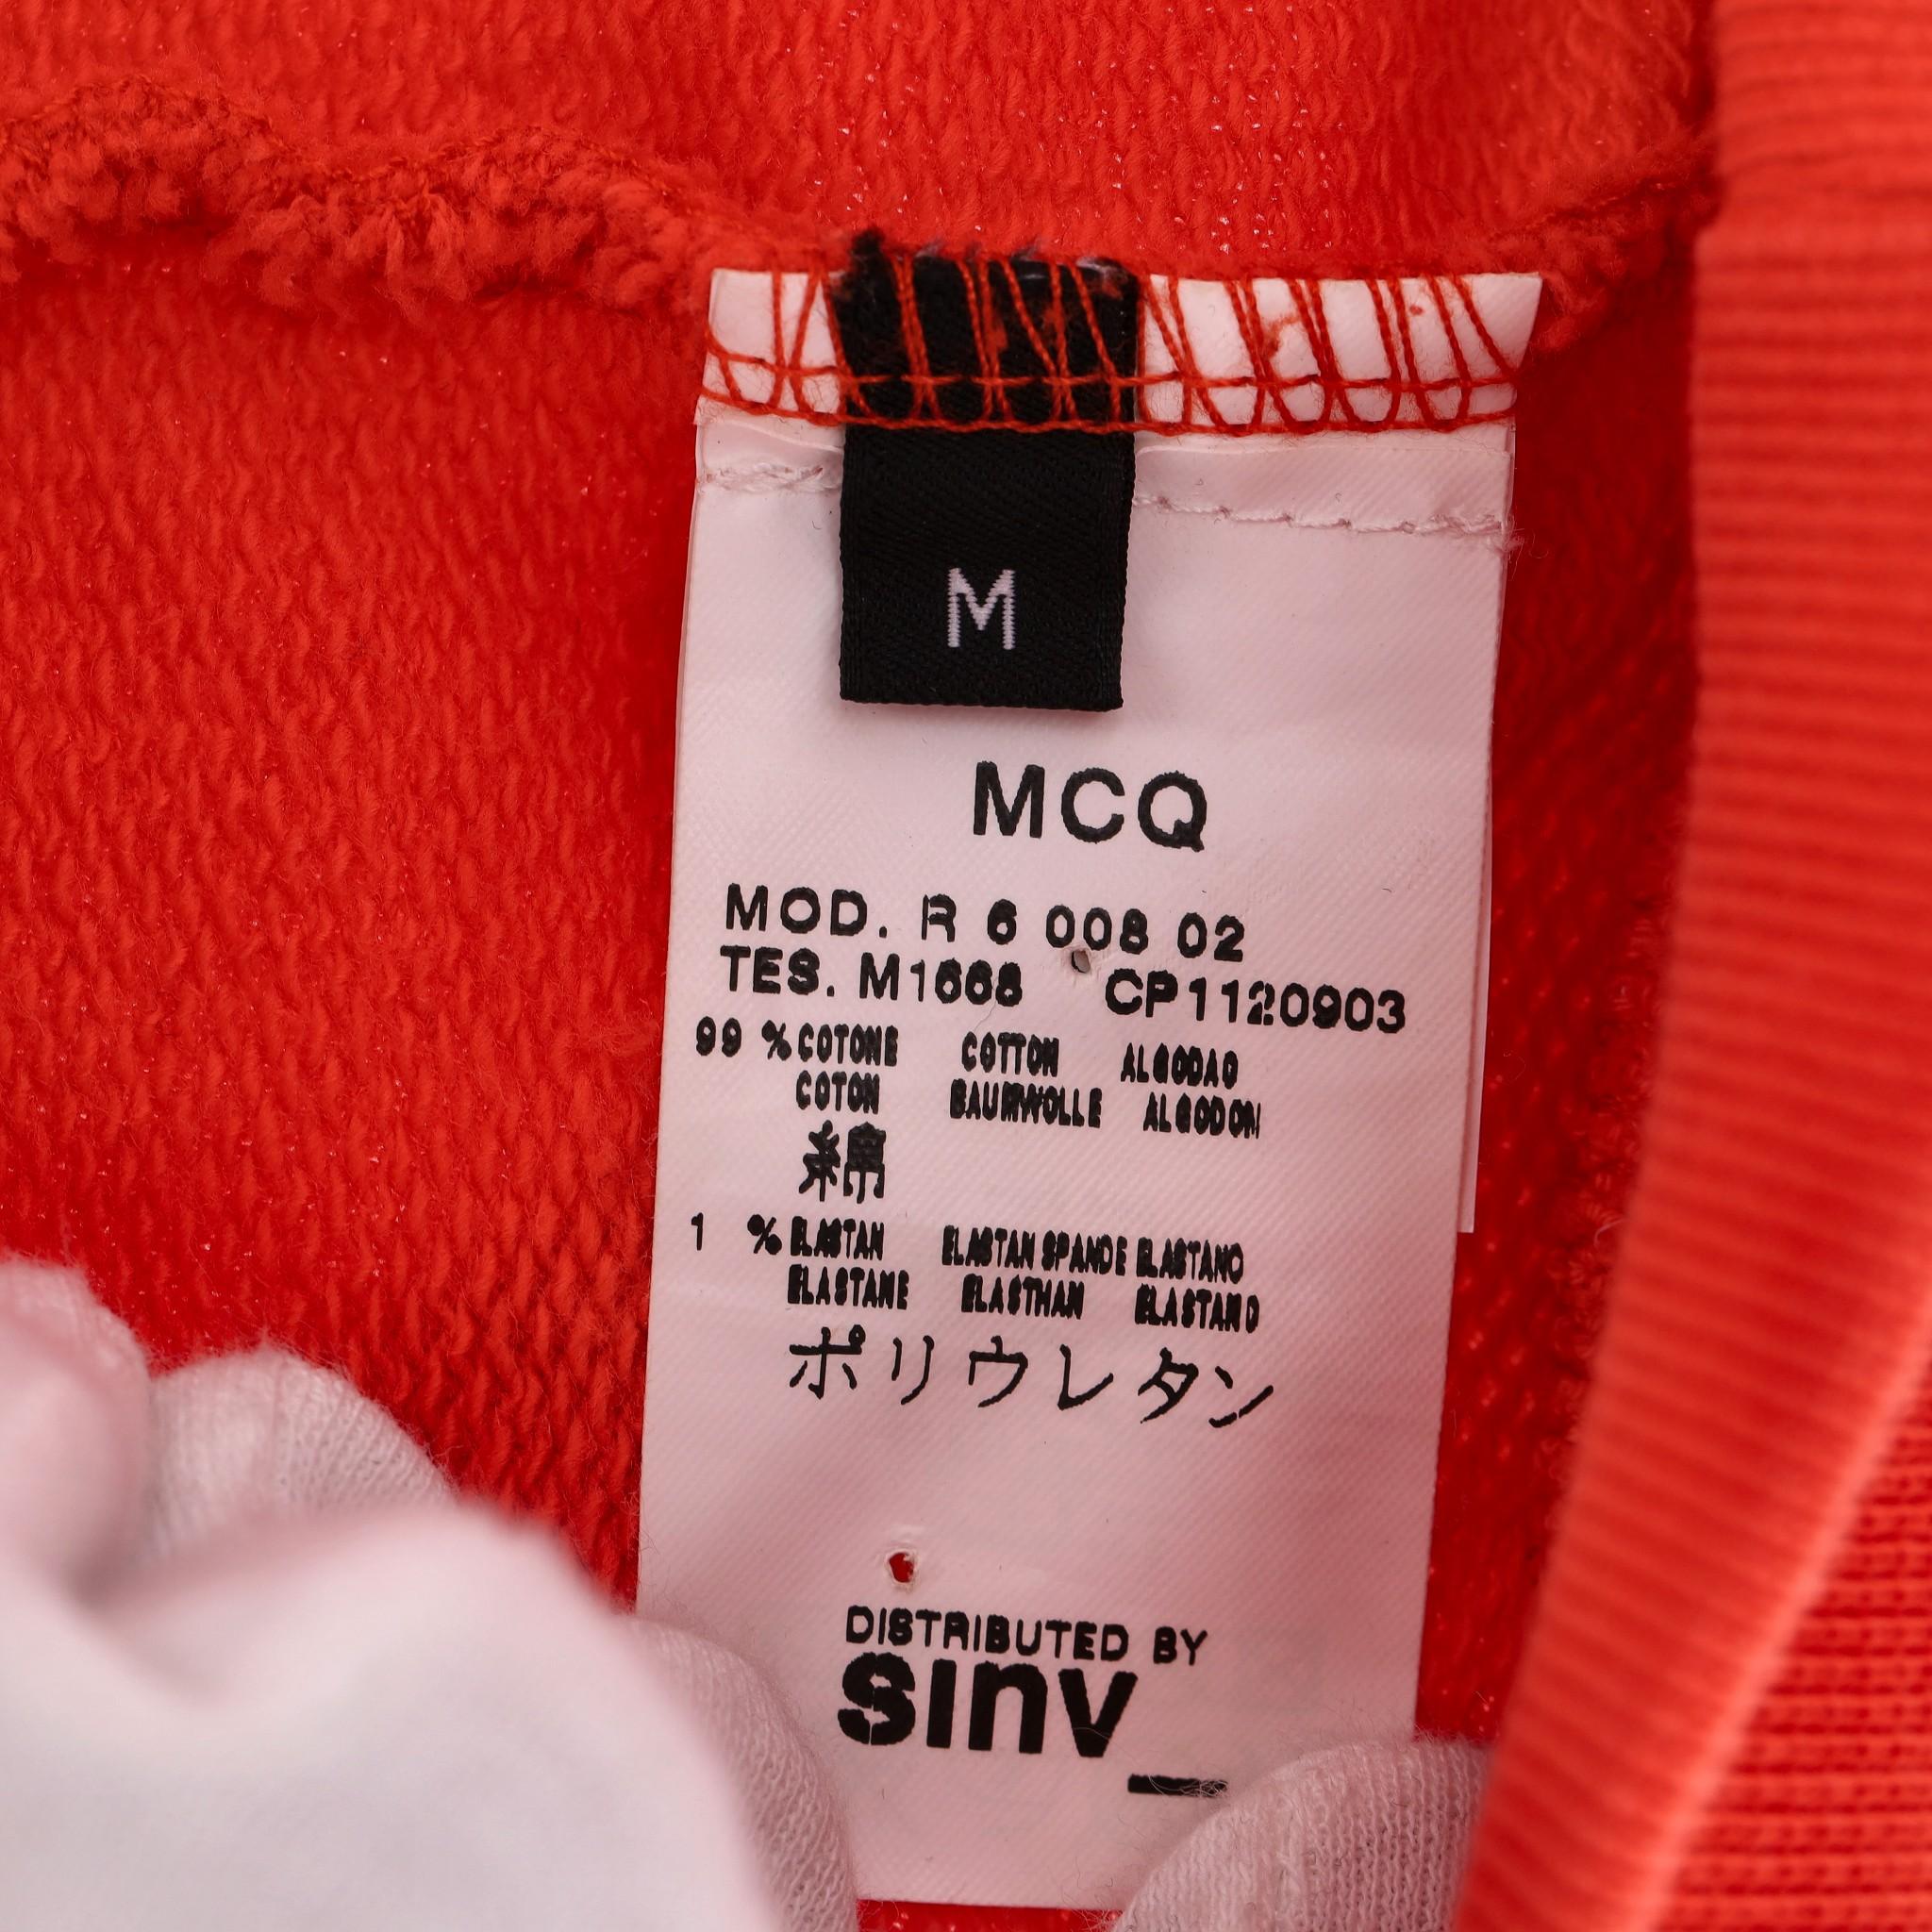 M
MCQ
MOD. R 6 008 02
TES. M1668 CP1120903
99 % COTONE COTTON ALGODAO
COTON BAUMWOLLE ALGODON
綿
1 % ELASTAN ELASTAN SPANDE ELASTANO
ELASTANE ELASTHAN ELASTANO
ポリウレタン
DISTRIBUTED BY
sinv_